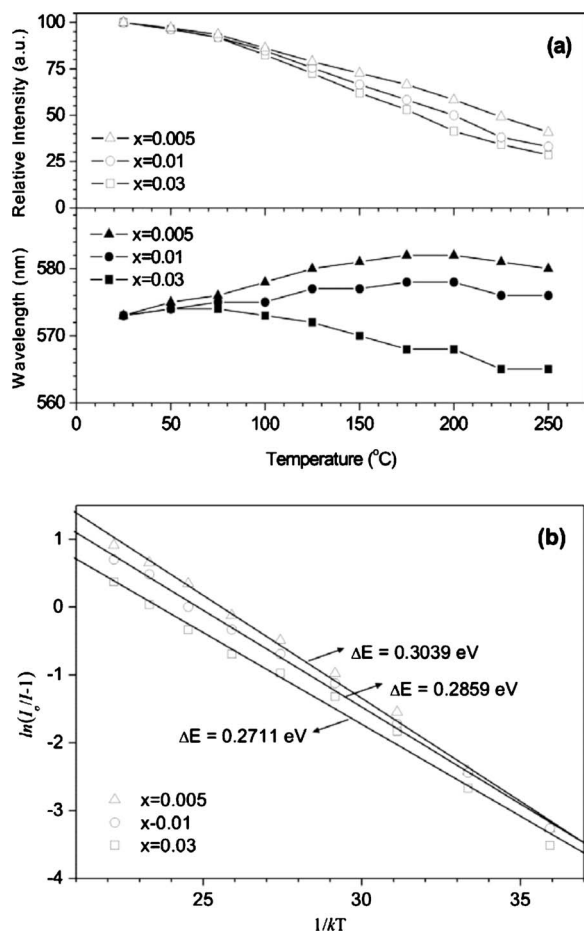 100
75
50
25
0
Relative Intensity (a.u.)
(a)
x=0.005
x=0.01
x=0.03
580
570
560
Wavelength (nm)
x=0.005
x=0.01
x=0.03
0 50 100 150 200 250
Temperature (°C)
1
0
-1
-2
-3
-4
ln(Io/I-1)
(b)
ΔE = 0.3039 eV
ΔE = 0.2859 eV
ΔE = 0.2711 eV
x=0.005
x-0.01
x=0.03
25 30 35
1/kT